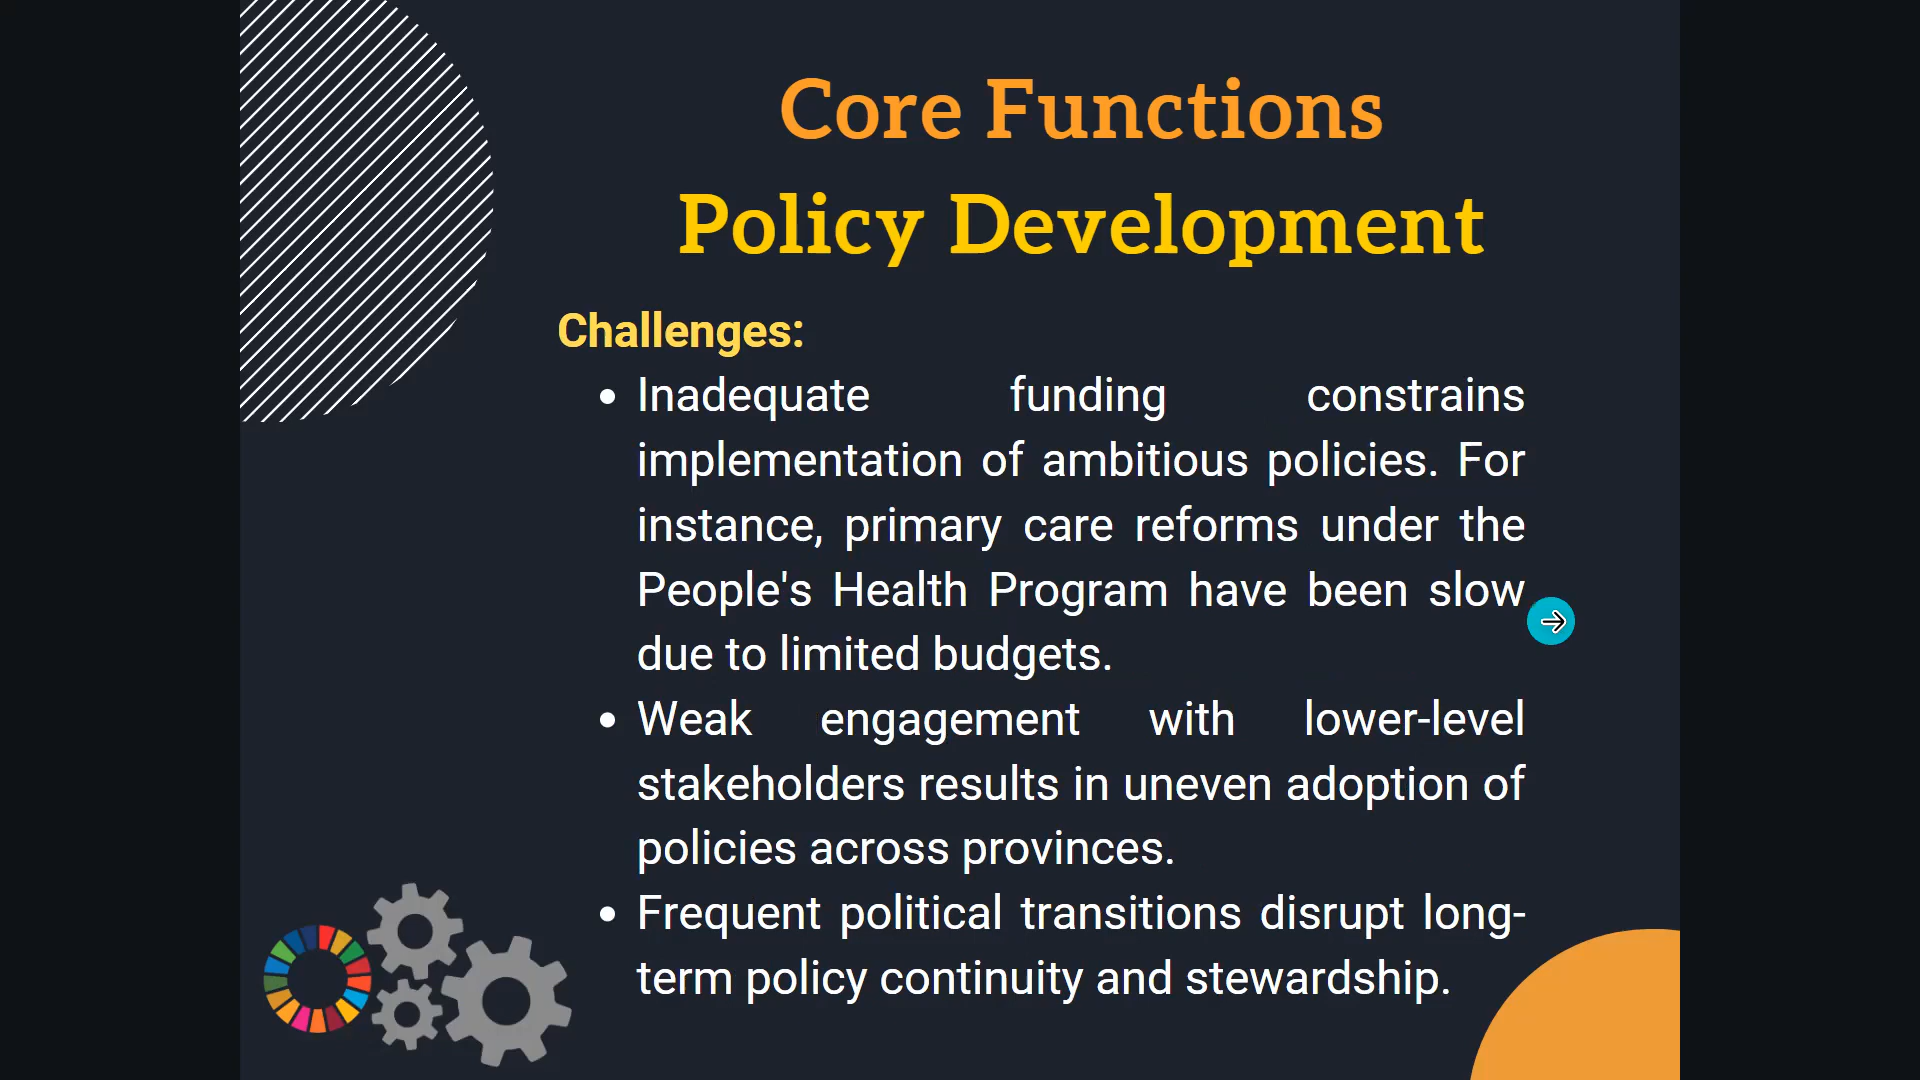 Core Functions
Policy Development
Challenges:
• Inadequate funding constrains
implementation of ambitious policies. For
instance, primary care reforms under the
People's Health Program have been slow
due to limited budgets.
• Weak engagement with lower-level
stakeholders results in uneven adoption of
policies across provinces.
• Frequent political transitions disrupt long-
term policy continuity and stewardship.